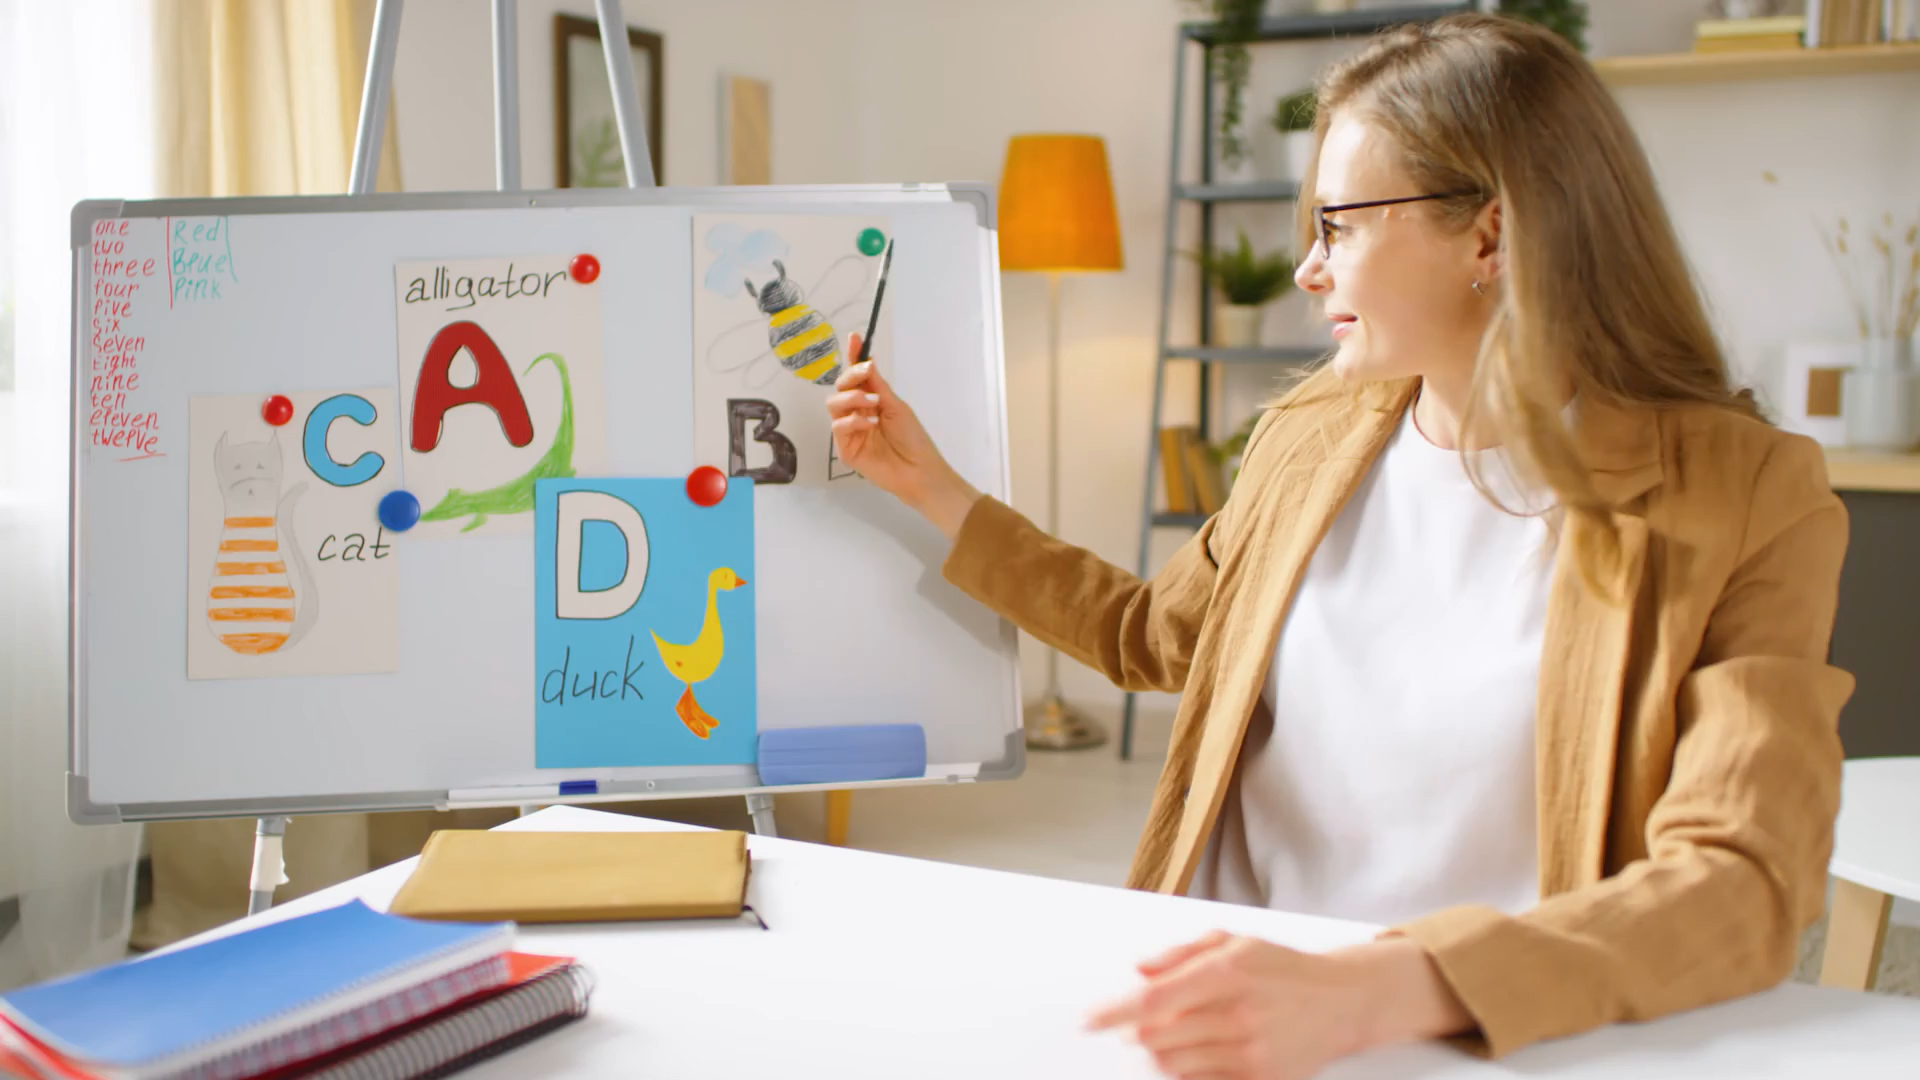 one
two
three
four
five
six
seven
Eight
nine
ten
eleven
twelve
Red
Blue
Pink
alligator
A
C
cat
B
D
duck